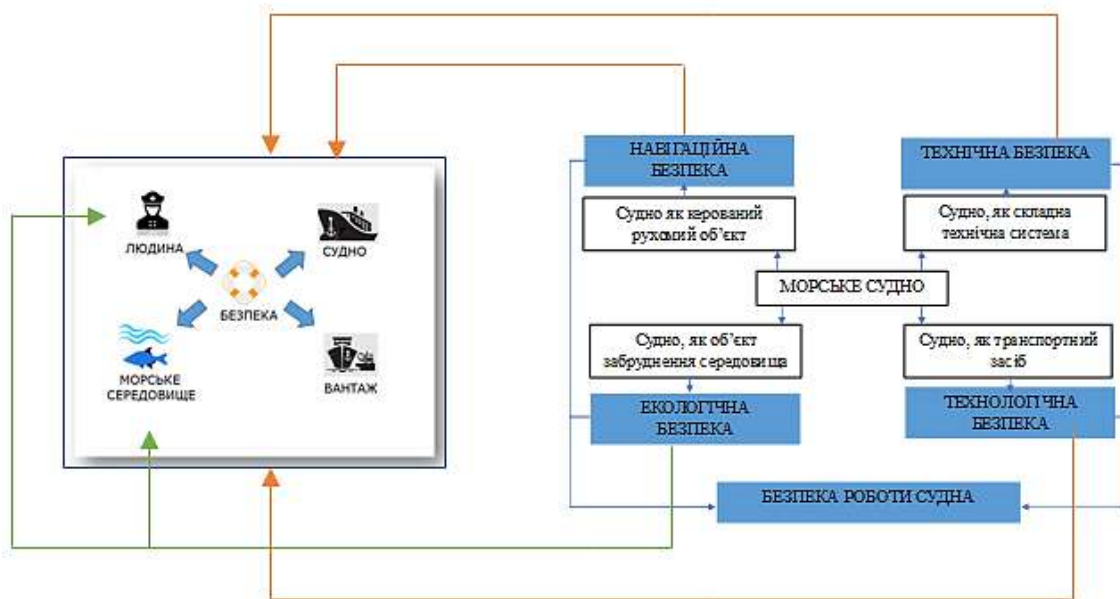 ЛЮДИНА
СУДНО
БЕЗПЕКА
МОРСЬКЕ
СЕРЕДОВИЩЕ
ВАНТАЖ
НАВІГАЦІЙНА
БЕЗПЕКА
ТЕХНІЧНА БЕЗПЕКА
Судно як керований
рухомий об’єкт
Судно, як складна
технічна система
МОРСЬКЕ СУДНО
Судно, як об’єкт
забруднення середовища
Судно, як транспортний
засіб
ЕКОЛОГІЧНА
БЕЗПЕКА
ТЕХНОЛОГІЧНА
БЕЗПЕКА
БЕЗПЕКА РОБОТИ СУДНА